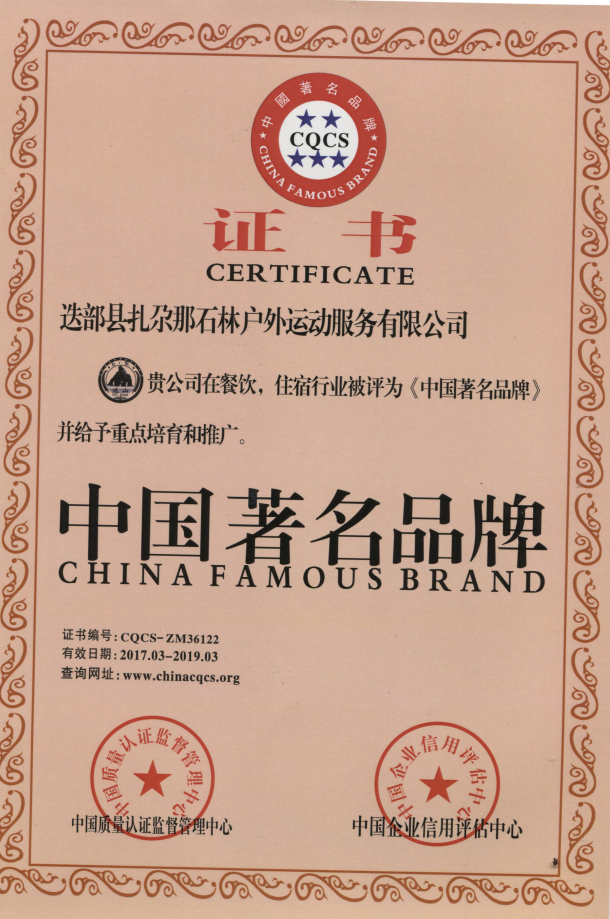 中國著名品牌
CQCS
CHINA FAMOUS BRAND
证书
CERTIFICATE
迭部县扎尕那石林户外运动服务有限公司
贵公司在餐饮，住宿行业被评为《中国著名品牌》
并给予重点培育和推广。
中国著名品牌
CHINA FAMOUS BRAND
证书编号：CQCS-ZM36122
有效日期：2017.03-2019.03
查询网址：www.chinacqcs.org
中国质量认证监督管理中心
中国企业信用评估中心
中国质量认证监督管理中心
中国企业信用评估中心